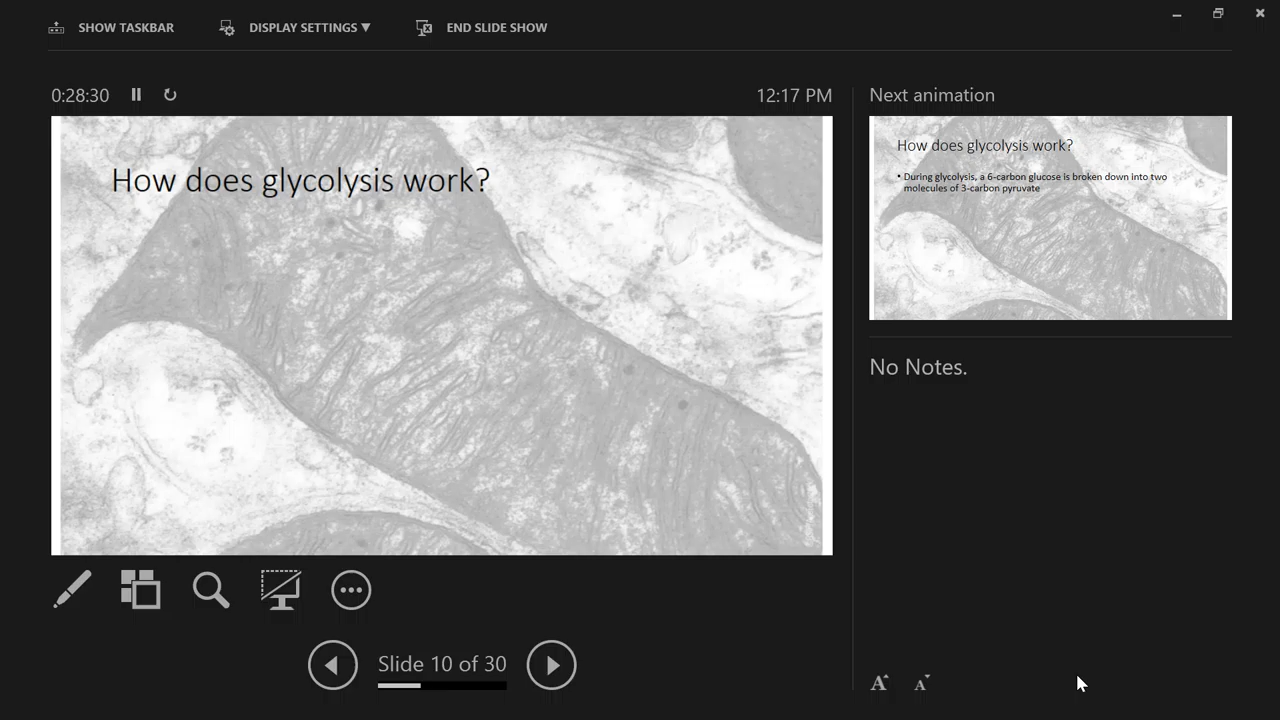 SHOW TASKBAR
DISPLAY SETTINGS ▼
END SLIDE SHOW
0:28:30
12:17 PM
Next animation
How does glycolysis work?
How does glycolysis work?
• During glycolysis, a 6-carbon glucose is broken down into two
molecules of 3-carbon pyruvate
No Notes.
Slide 10 of 30
A A